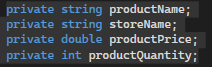 private string productName;
private string storeName;
private double productPrice;
private int productQuantity;